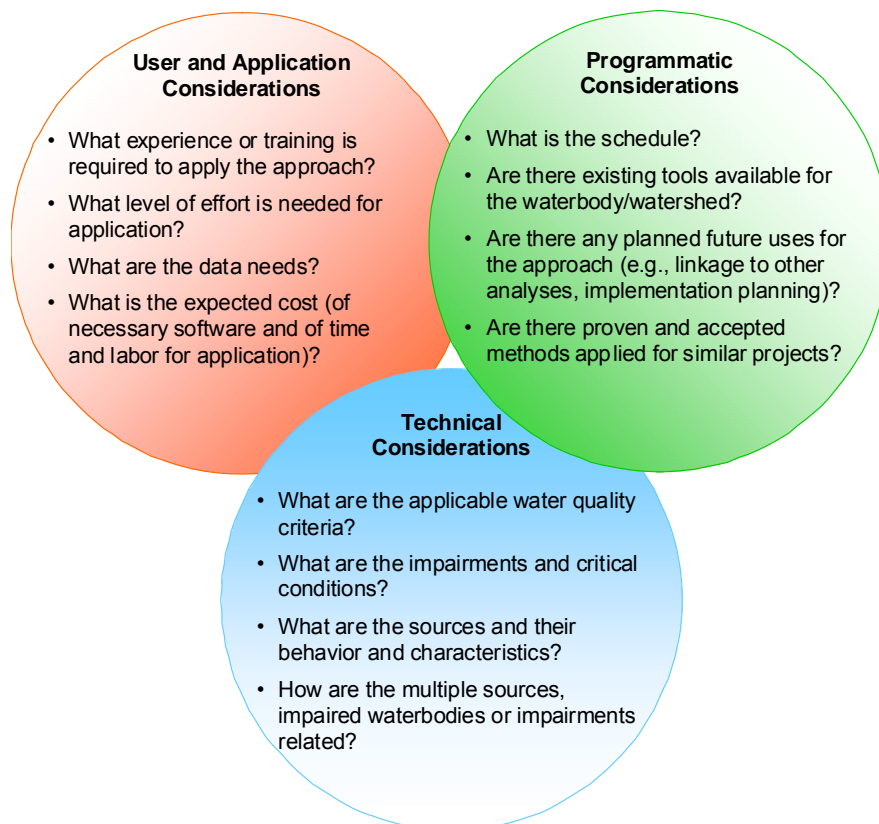 User and Application
Considerations
• What experience or training is
required to apply the approach?
• What level of effort is needed for
application?
• What are the data needs?
• What is the expected cost (of
necessary software and of time
and labor for application)?
Programmatic
Considerations
• What is the schedule?
• Are there existing tools available for
the waterbody/watershed?
• Are there any planned future uses for
the approach (e.g., linkage to other
analyses, implementation planning)?
• Are there proven and accepted
methods applied for similar projects?
Technical
Considerations
• What are the applicable water quality
criteria?
• What are the impairments and critical
conditions?
• What are the sources and their
behavior and characteristics?
• How are the multiple sources,
impaired waterbodies or impairments
related?